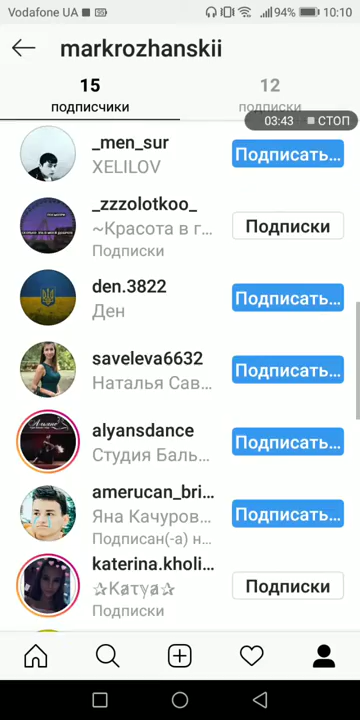 Vodafone UA 94% 10:10
markrozhanskii
15 12
подписчики подписки
03:43 СТОП
_men_sur
XELILOV
Подписать...
_zzzolotkoo_
~Красота в г...
Подписки
Подписки
den.3822
Ден
Подписать...
saveleva6632
Наталья Сав...
Подписать...
alyansdance
Студия Баль...
Подписать...
amerucan_bri...
Яна Качуров...
Подписан(-а) н...
Подписать...
katerina.kholi...
✰Kатyа✰
Подписки
Подписки